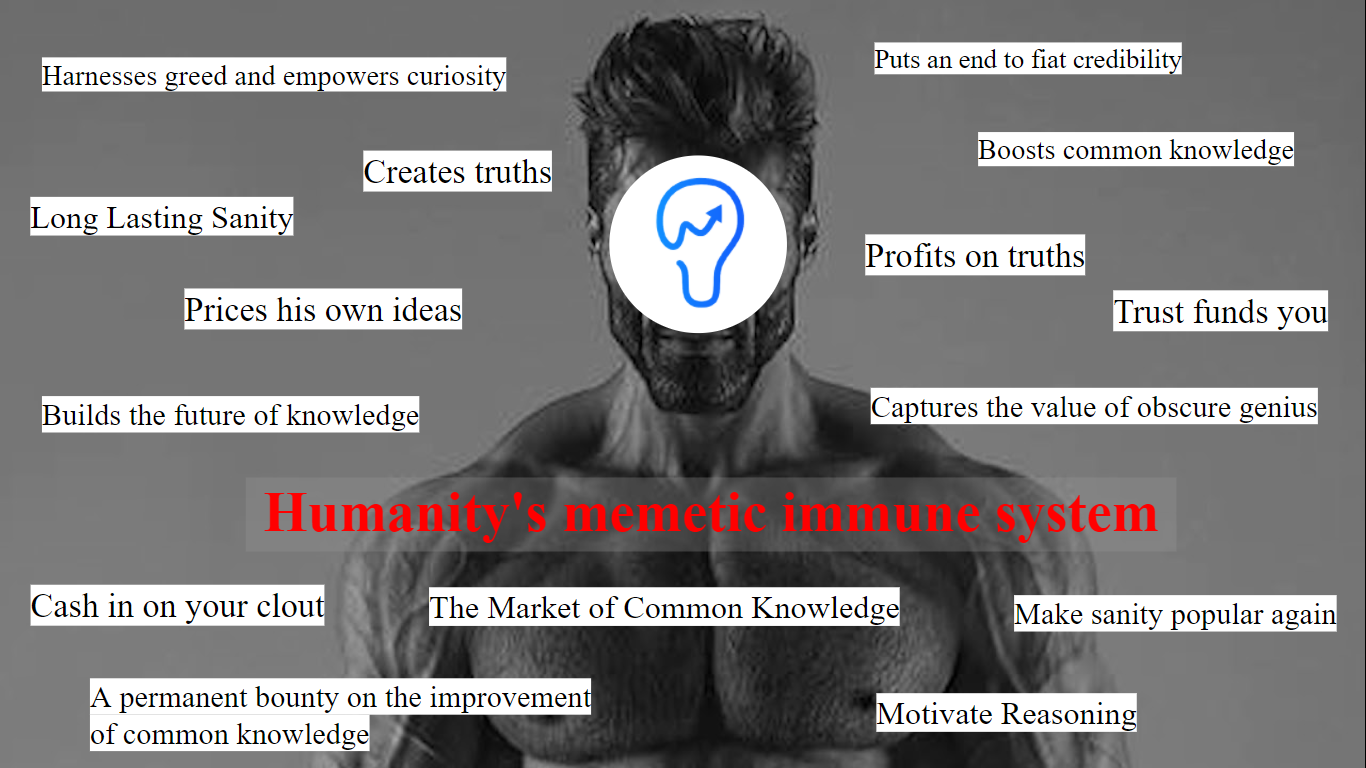 Harnesses greed and empowers curiosity
Puts an end to fiat credibility
Boosts common knowledge
Creates truths
Long Lasting Sanity
Profits on truths
Prices his own ideas
Trust funds you
Builds the future of knowledge
Captures the value of obscure genius
Humanity's memetic immune system
Cash in on your clout
The Market of Common Knowledge
Make sanity popular again
A permanent bounty on the improvement
of common knowledge
Motivate Reasoning